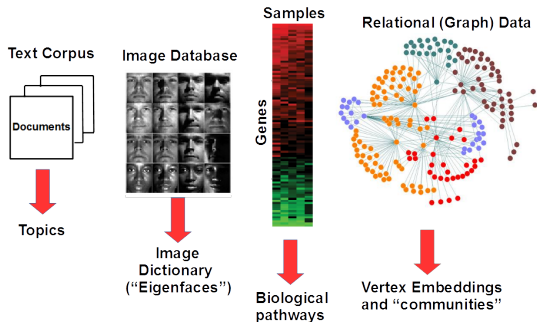 Text Corpus
Documents
Topics
Image Database
Image
Dictionary
(“Eigenfaces”)
Samples
Genes
Biological
pathways
Relational (Graph) Data
Vertex Embeddings
and “communities”